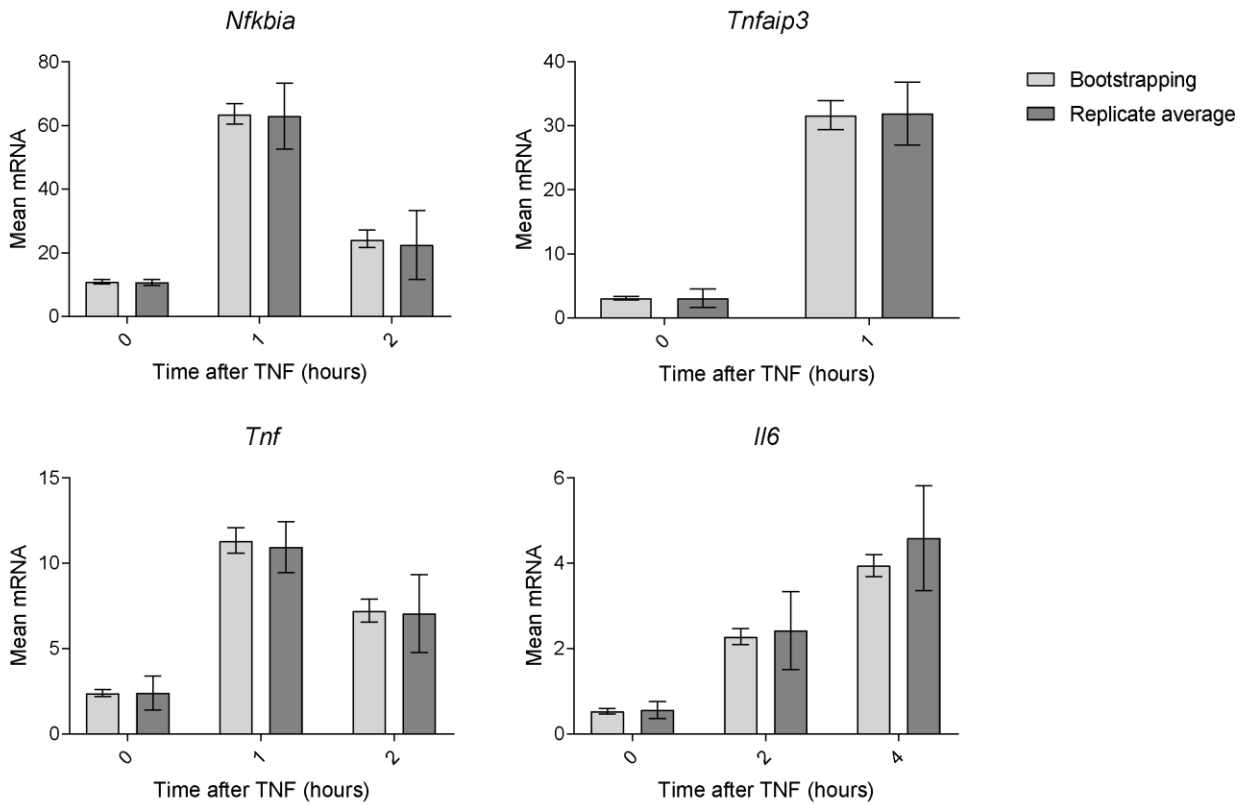 Nfkbia
Tnfaip3
80
60
40
20
0
Mean mRNA
0
1
2
Time after TNF (hours)
40
30
20
10
0
Mean mRNA
0
1
Time after TNF (hours)
Bootstrapping
Replicate average
Tnf
Il6
15
10
5
0
Mean mRNA
0
1
2
Time after TNF (hours)
6
4
2
0
Mean mRNA
0
2
4
Time after TNF (hours)